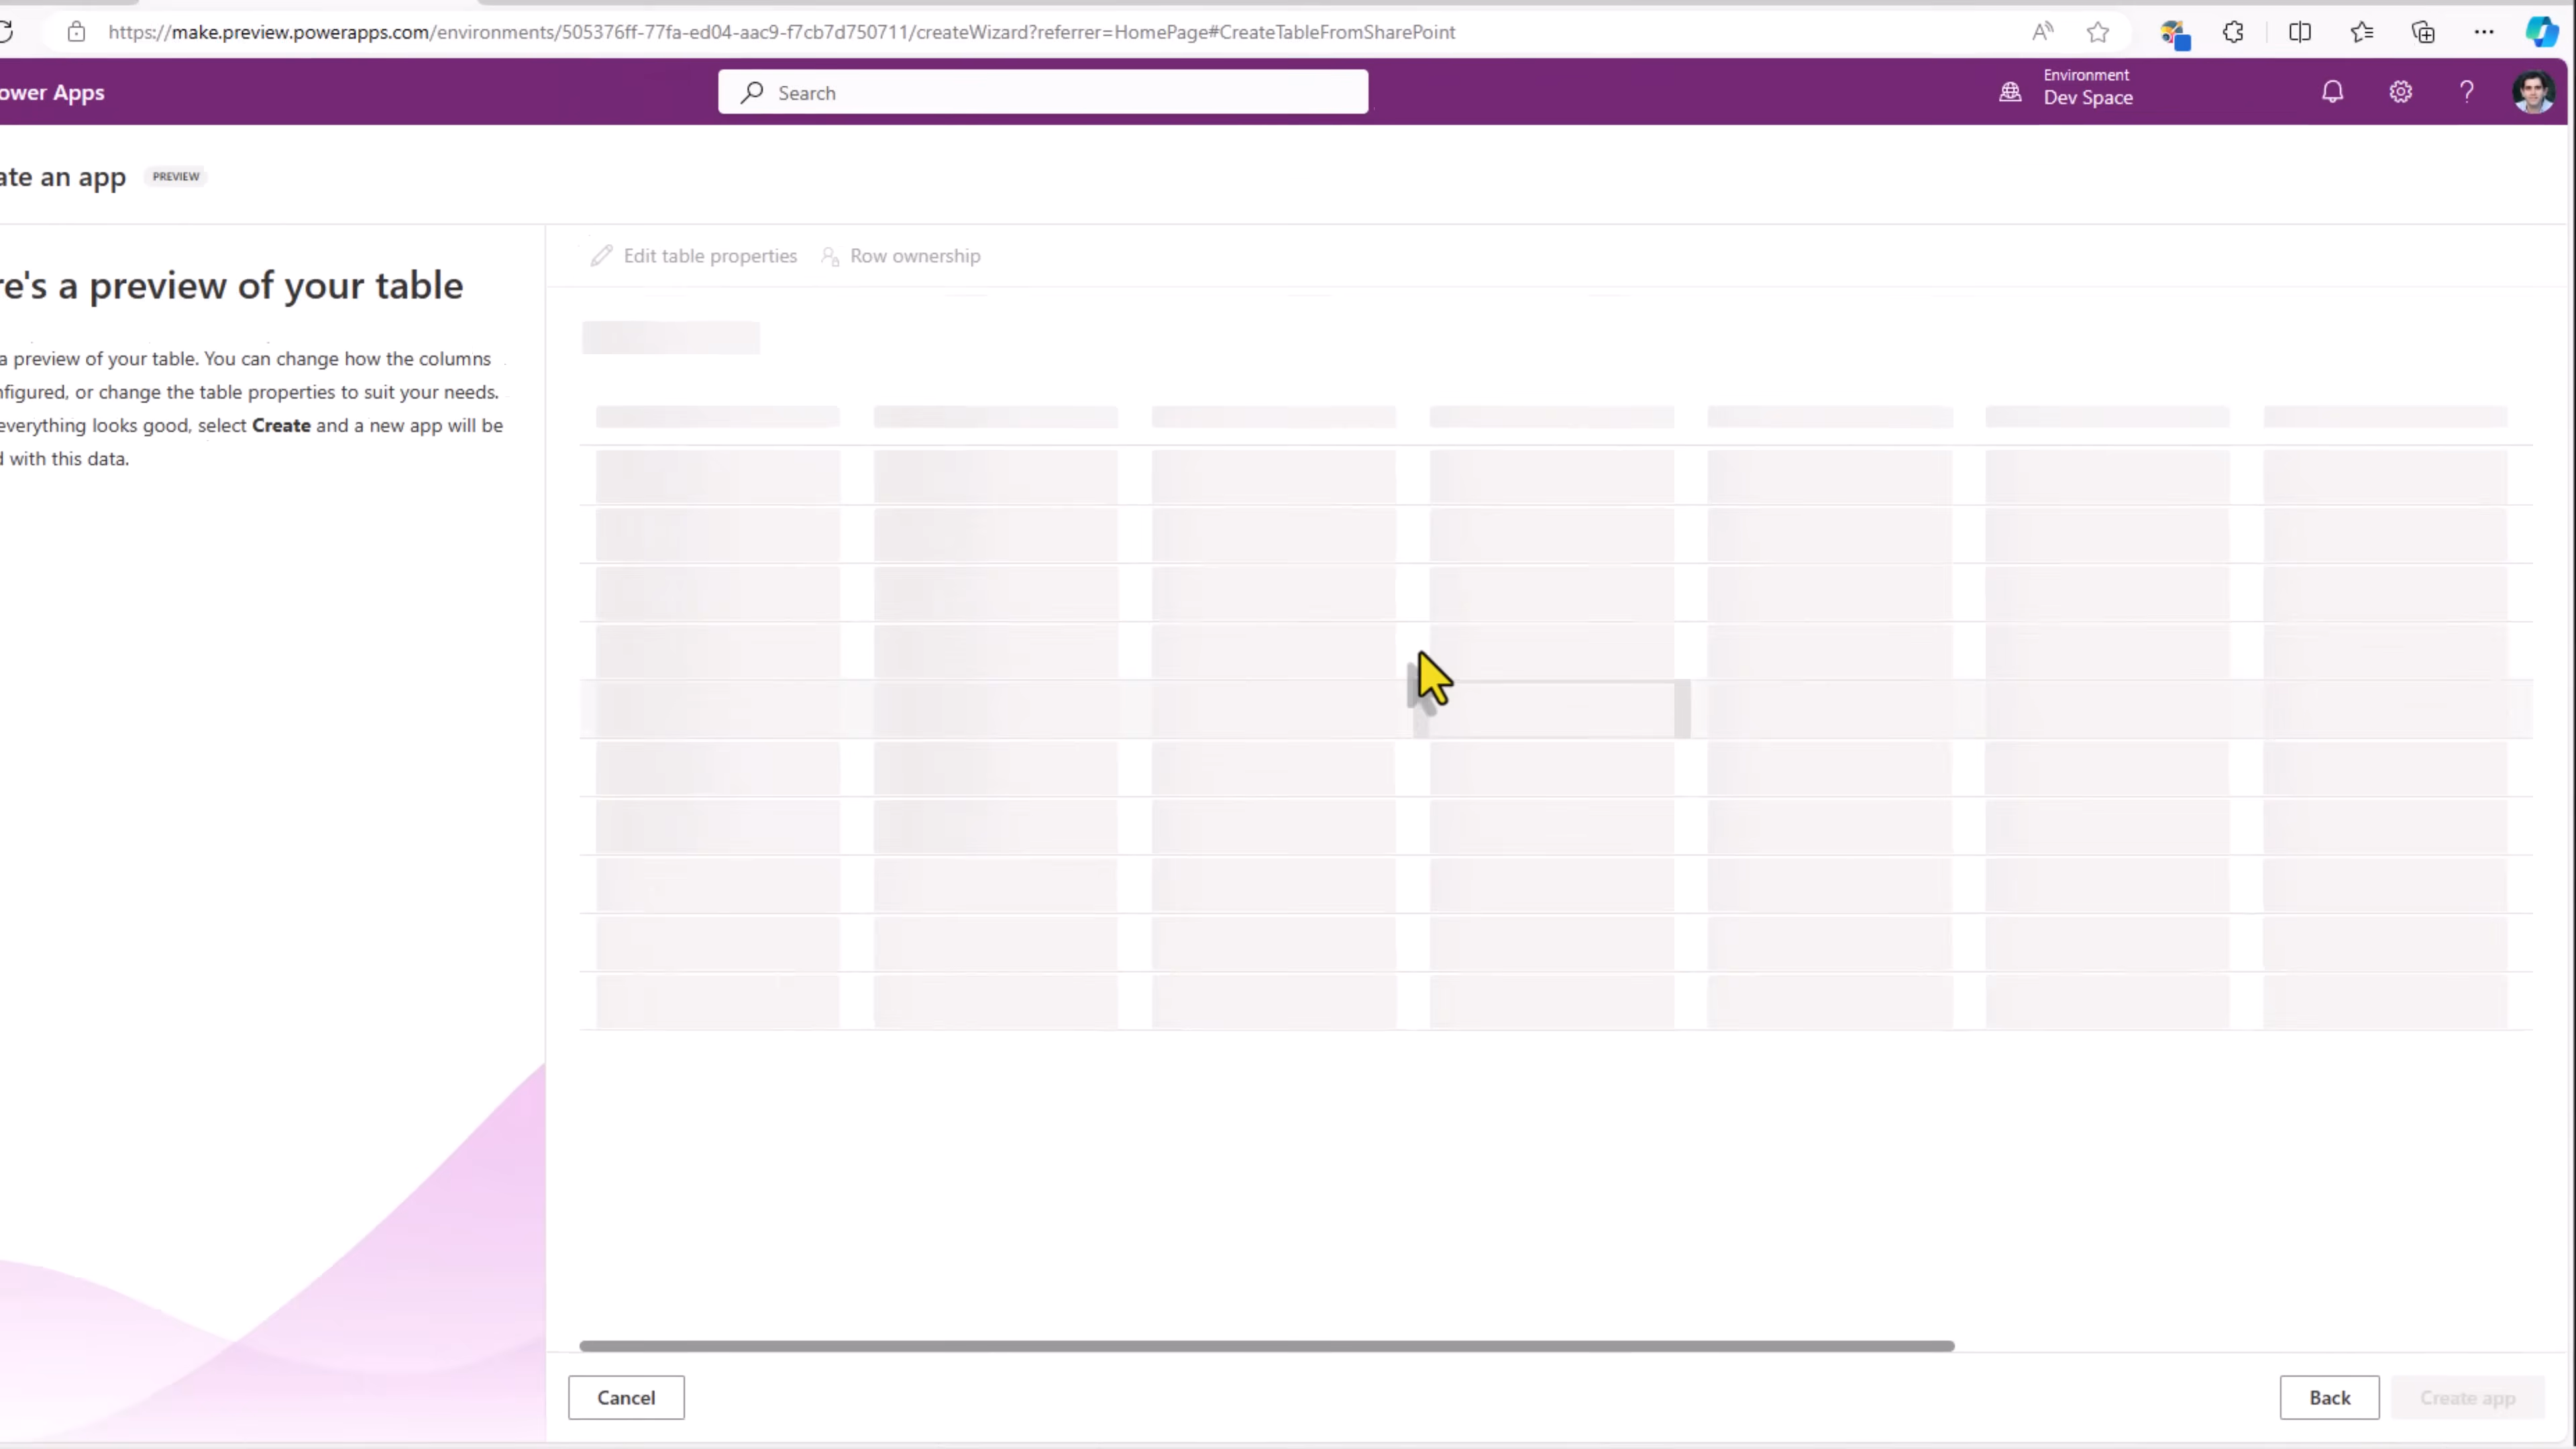 https://make.preview.powerapps.com/environments/505376ff-77fa-ed04-aac9-f7cb7d750711/createWizard?referrer=HomePage#CreateTableFromSharePoint
ower Apps
Search
Environment
Dev Space
ate an app
PREVIEW
re's a preview of your table
a preview of your table. You can change how the columns
nfigured, or change the table properties to suit your needs.
everything looks good, select Create and a new app will be
d with this data.
Edit table properties
Row ownership
Cancel
Back
Create app